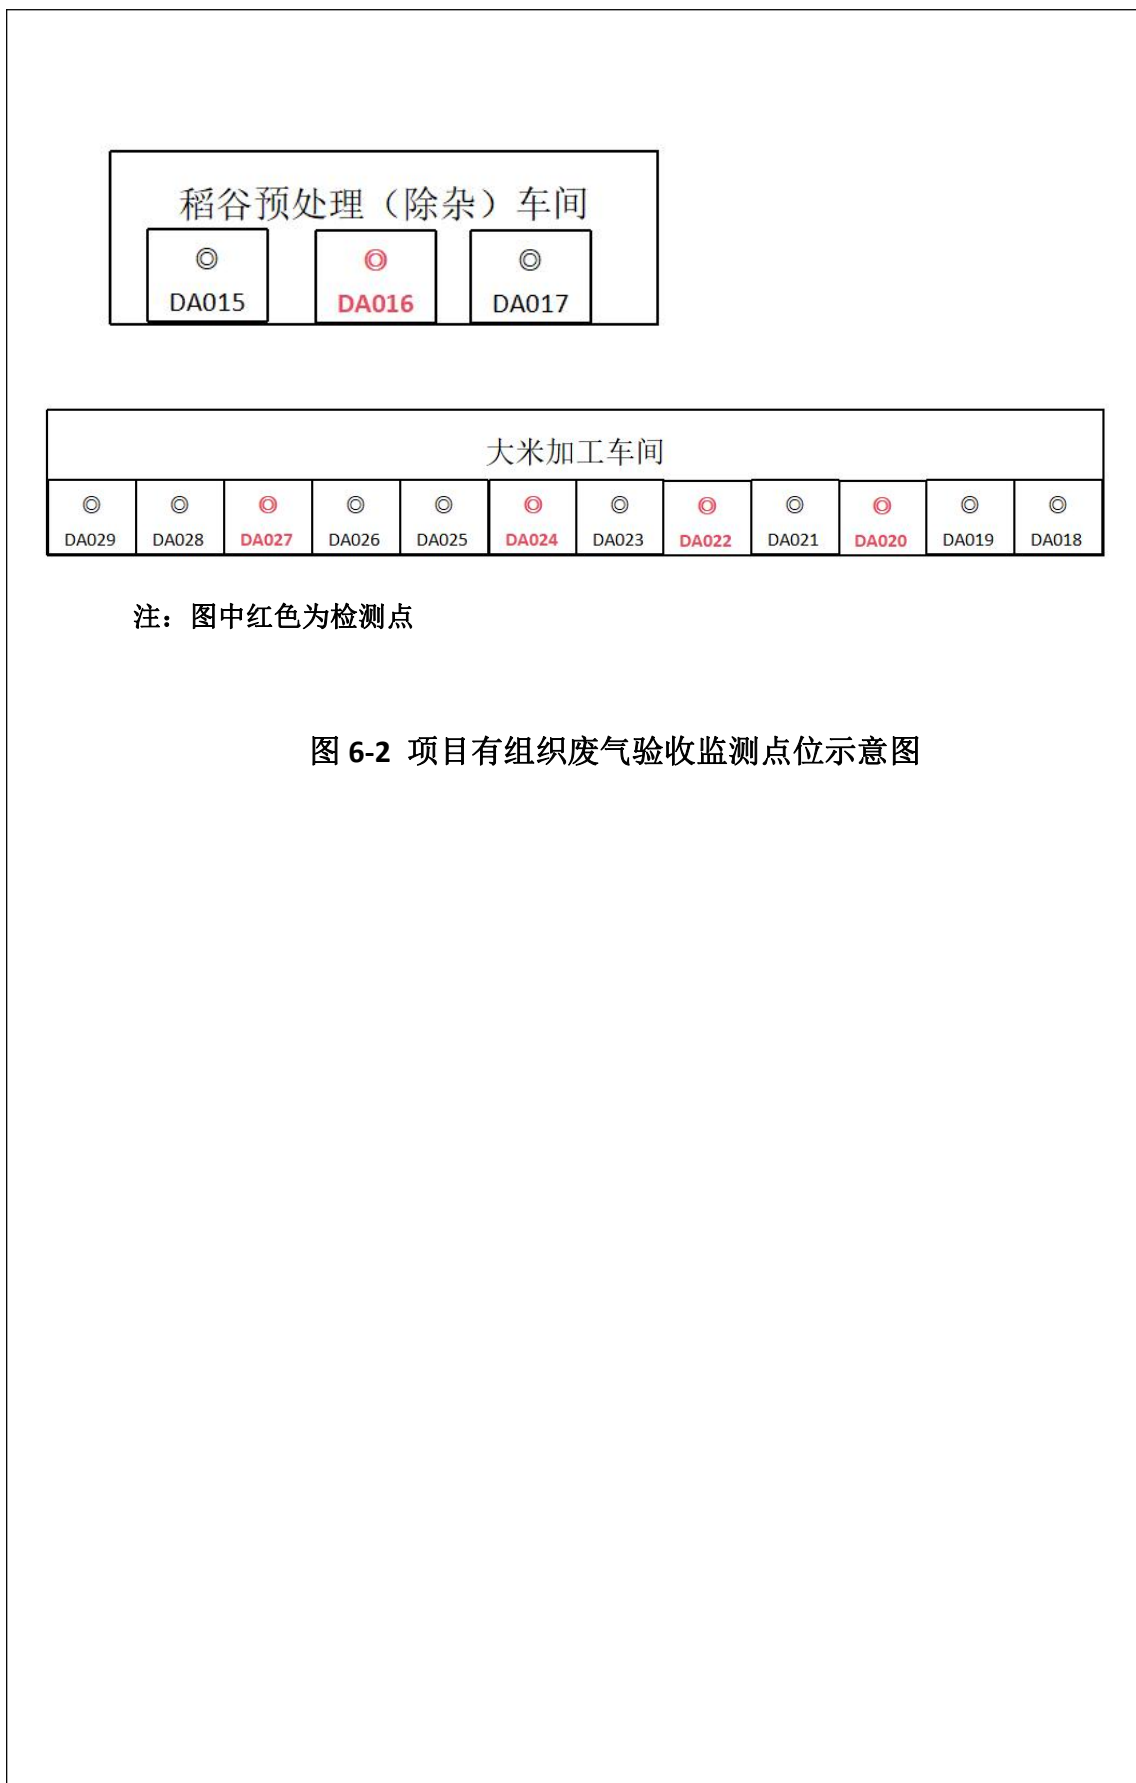 稻谷预处理（除杂）车间
◎ ◎ ◎
DA015 DA016 DA017
大米加工车间
◎ ◎ ◎ ◎ ◎ ◎ ◎ ◎ ◎ ◎ ◎ ◎
DA029 DA028 DA027 DA026 DA025 DA024 DA023 DA022 DA021 DA020 DA019 DA018
注：图中红色为检测点
图 6-2 项目有组织废气验收监测点位示意图